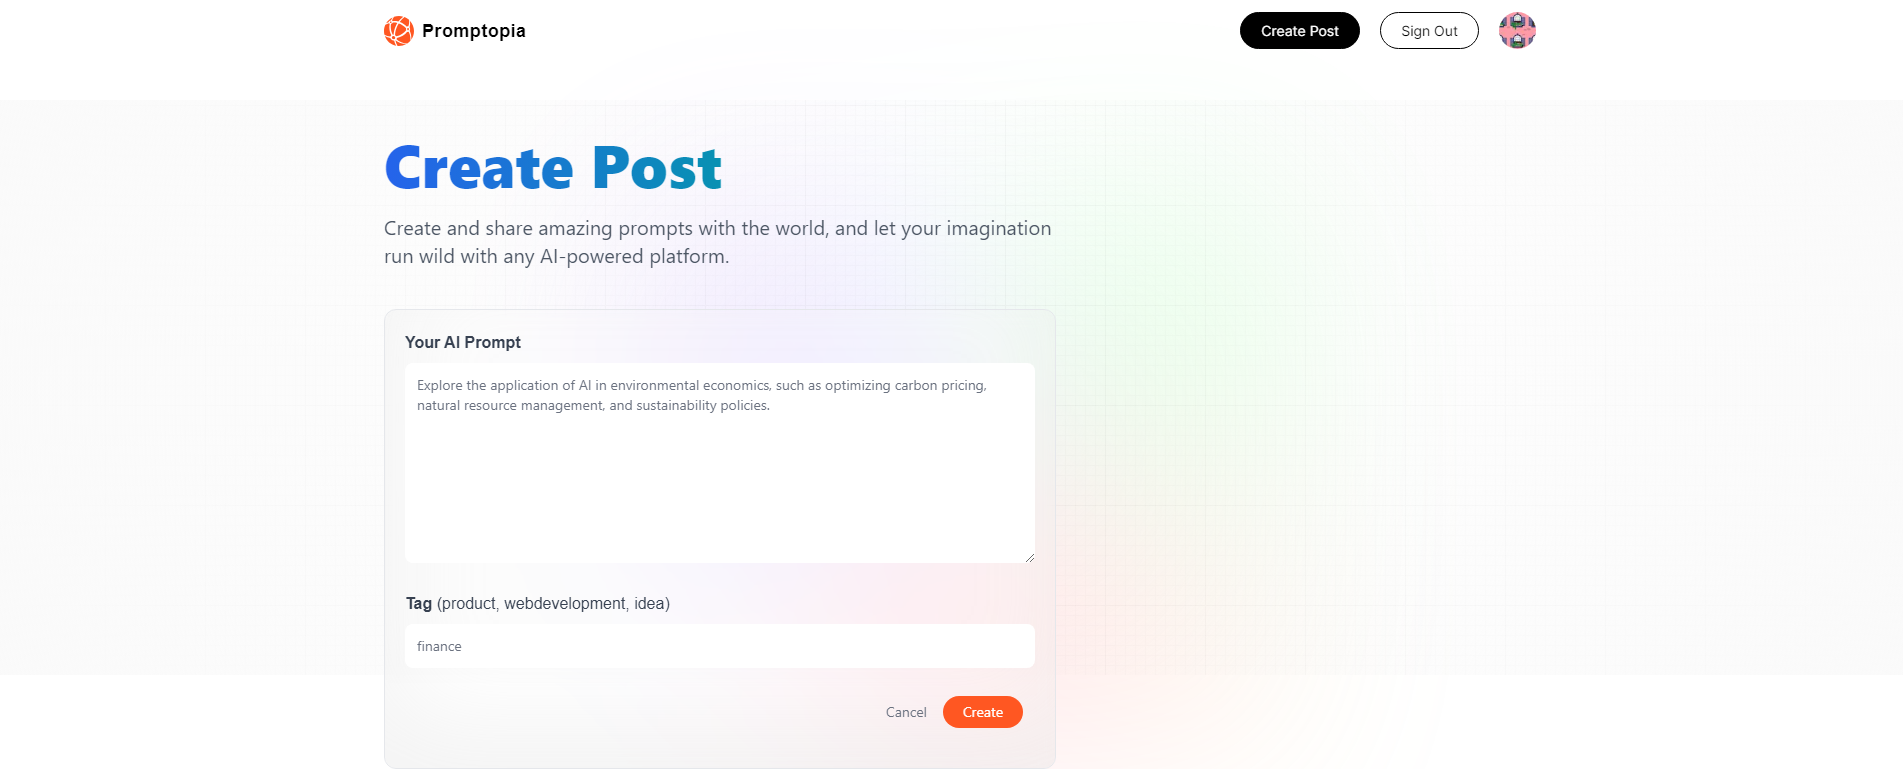 Promptopia
Create Post
Sign Out
Create Post
Create and share amazing prompts with the world, and let your imagination
run wild with any AI-powered platform.
Your AI Prompt
Explore the application of AI in environmental economics, such as optimizing carbon pricing,
natural resource management, and sustainability policies.
Tag (product, webdevelopment, idea)
finance
Cancel
Create